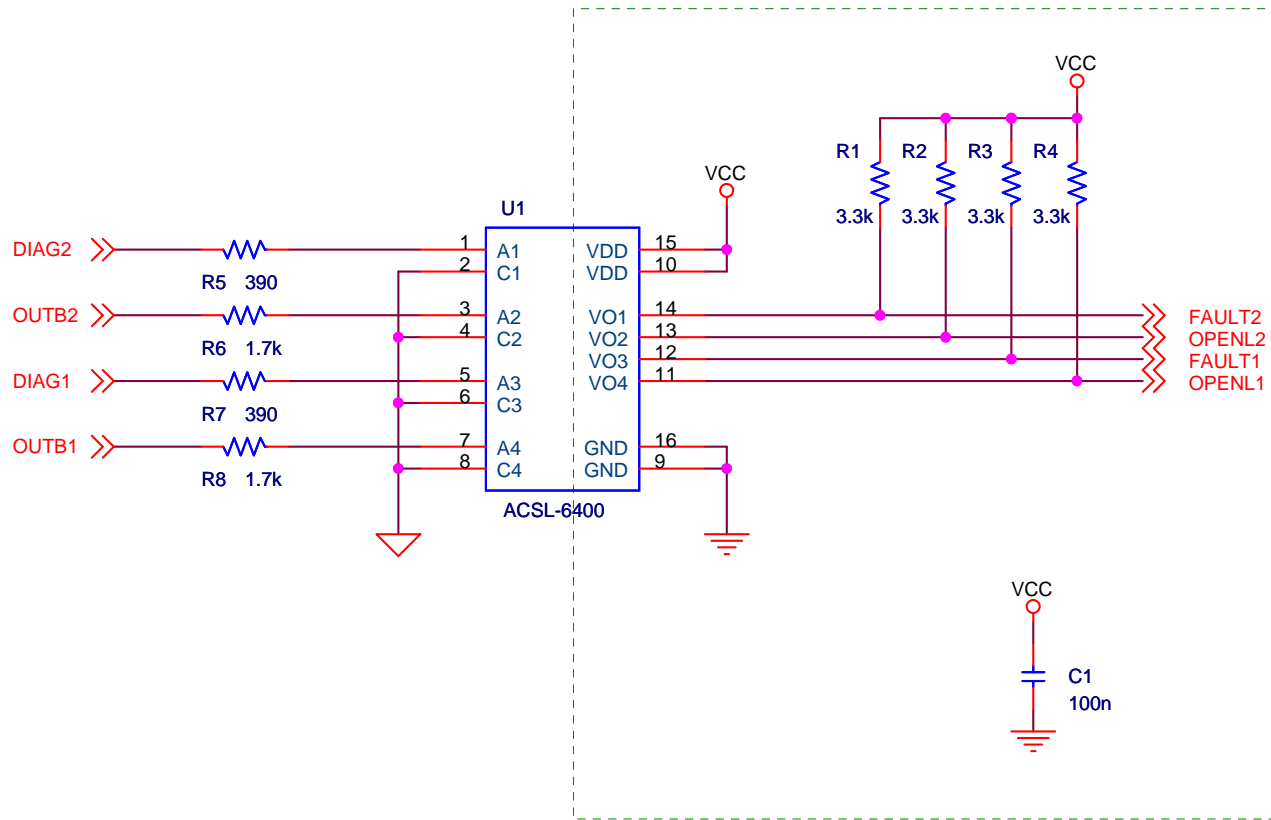 VCC
R1 R2 R3 R4
3.3k 3.3k 3.3k 3.3k
VCC
U1
DIAG2 1 A1 VDD 15
2 C1 VDD 10
R5 390
OUTB2 3 A2 VO1 14 FAULT2
4 C2 VO2 13 OPENL2
R6 1.7k VO3 12 FAULT1
DIAG1 5 A3 VO4 11 OPENL1
6 C3
R7 390
OUTB1 7 A4 GND 16
8 C4 GND 9
R8 1.7k
ACSL-6400
VCC
C1
100n